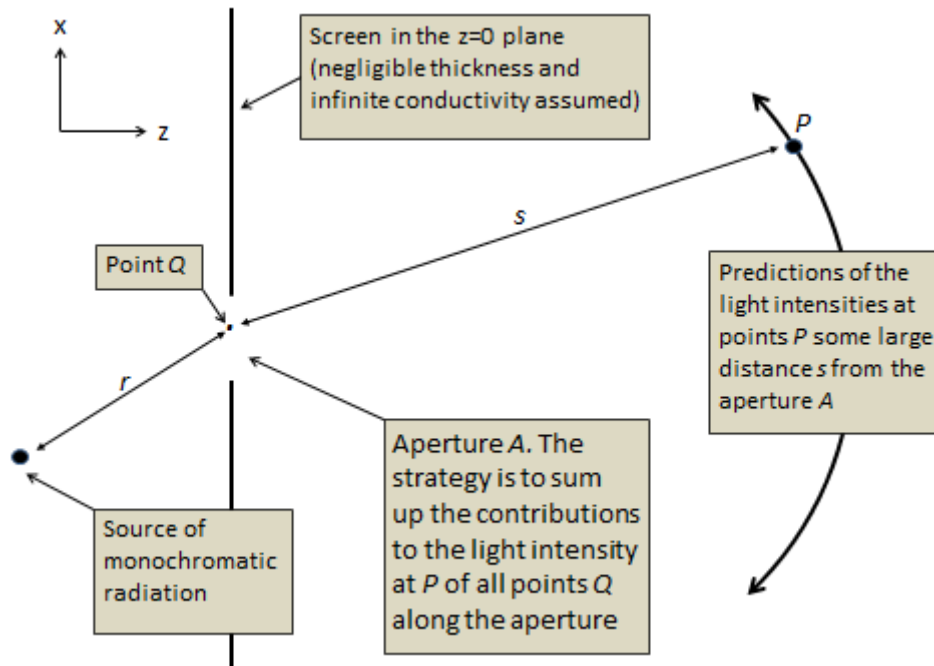 x
z
Screen in the z=0 plane
(negligible thickness and
infinite conductivity assumed)
P
s
Point Q
Predictions of the
light intensities at
points P some large
distance s from the
aperture A
r
Aperture A. The
strategy is to sum
up the contributions
to the light intensity
at P of all points Q
along the aperture
Source of
monochromatic
radiation